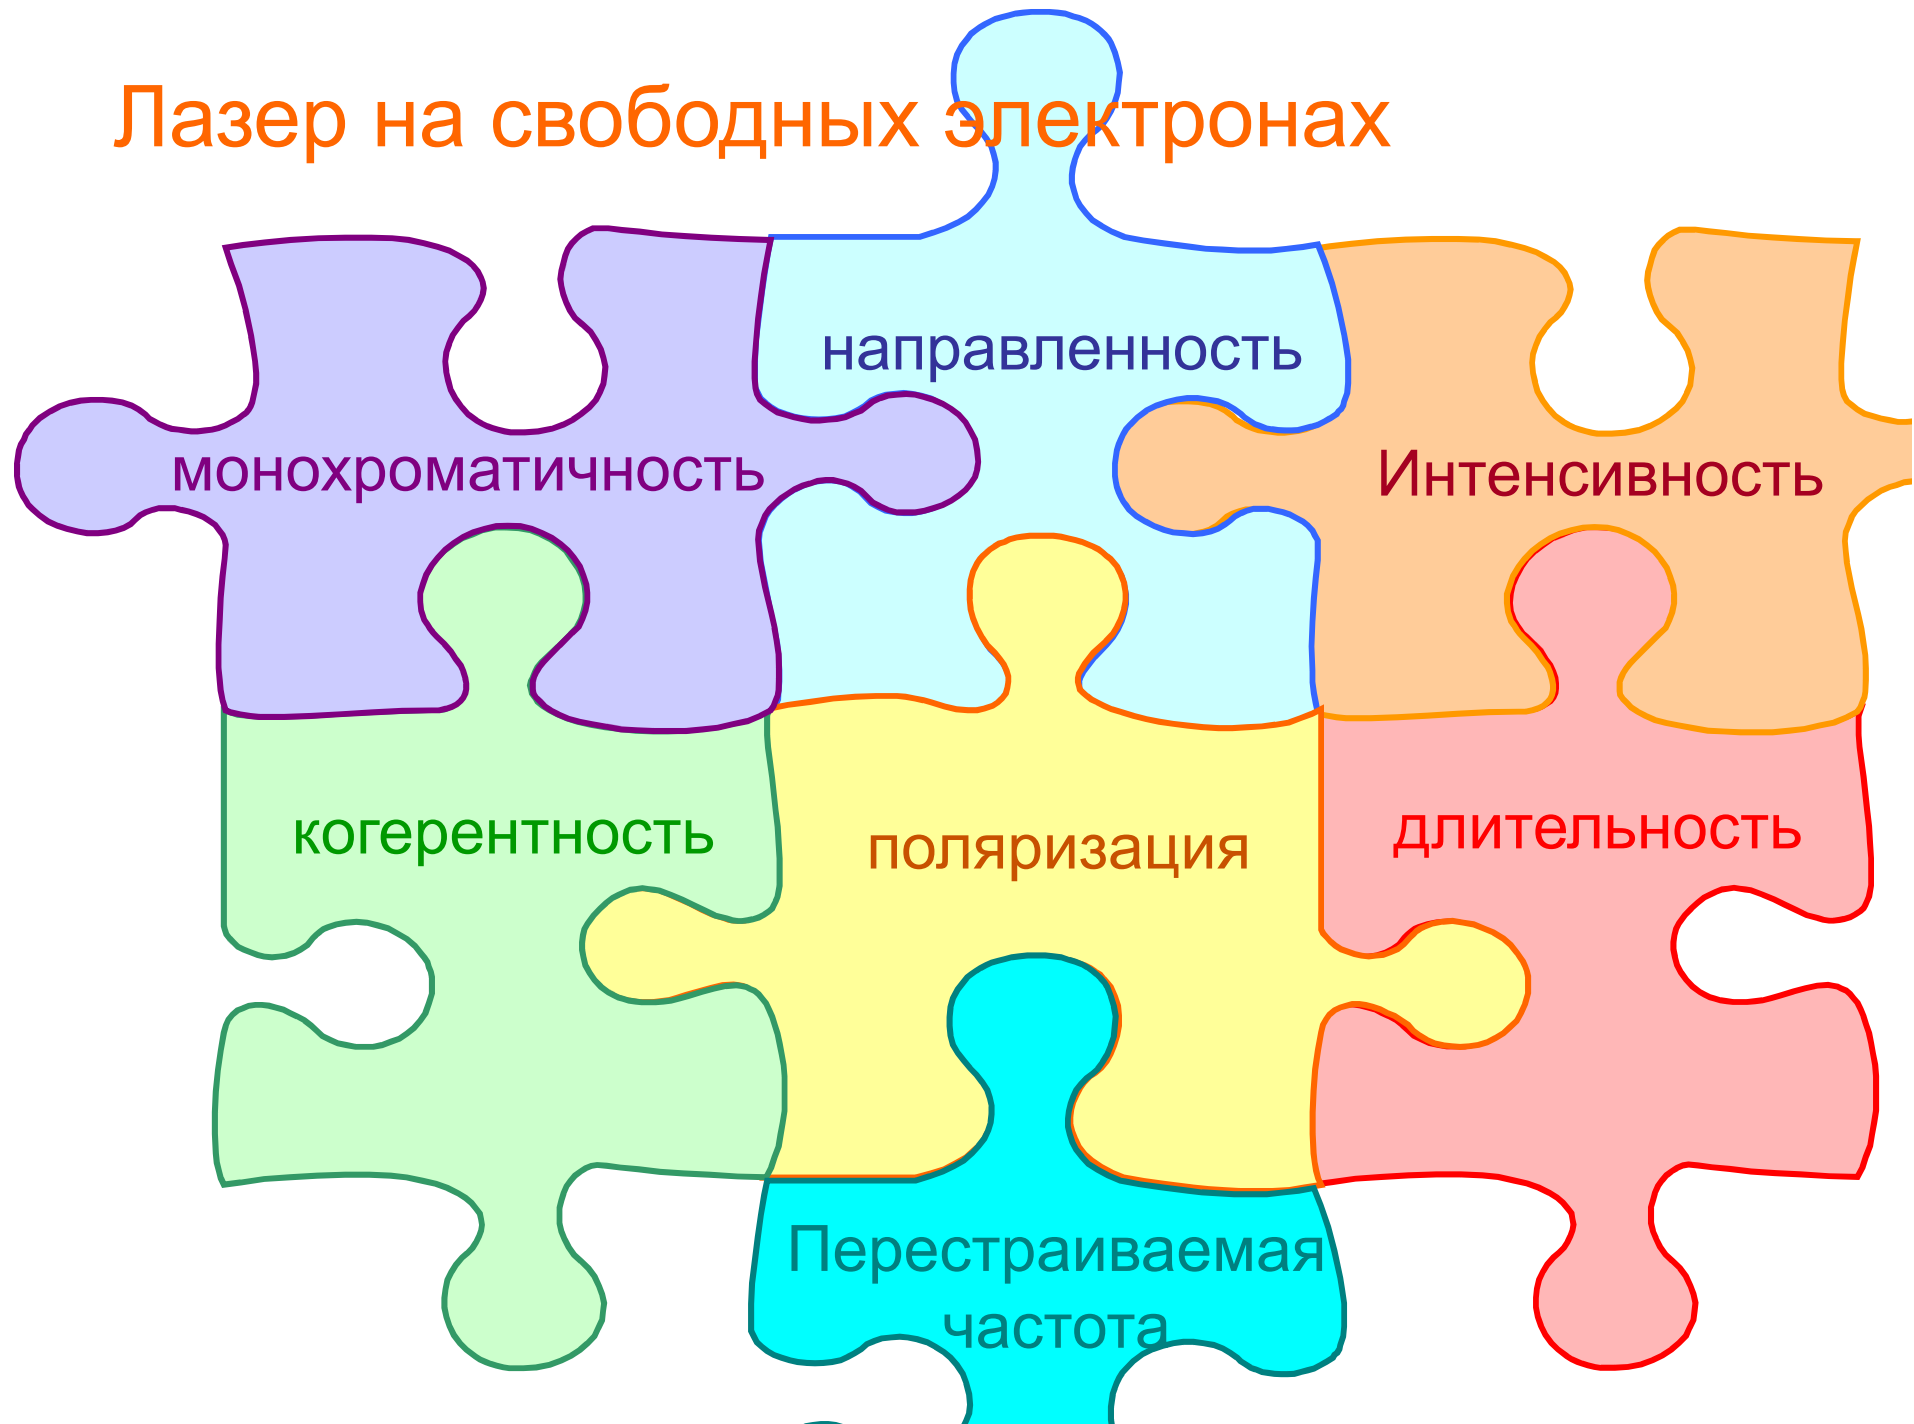 Лазер на свободных электронах
направленность
монохроматичность
Интенсивность
когерентность
поляризация
длительность
Перестраиваемая
частота